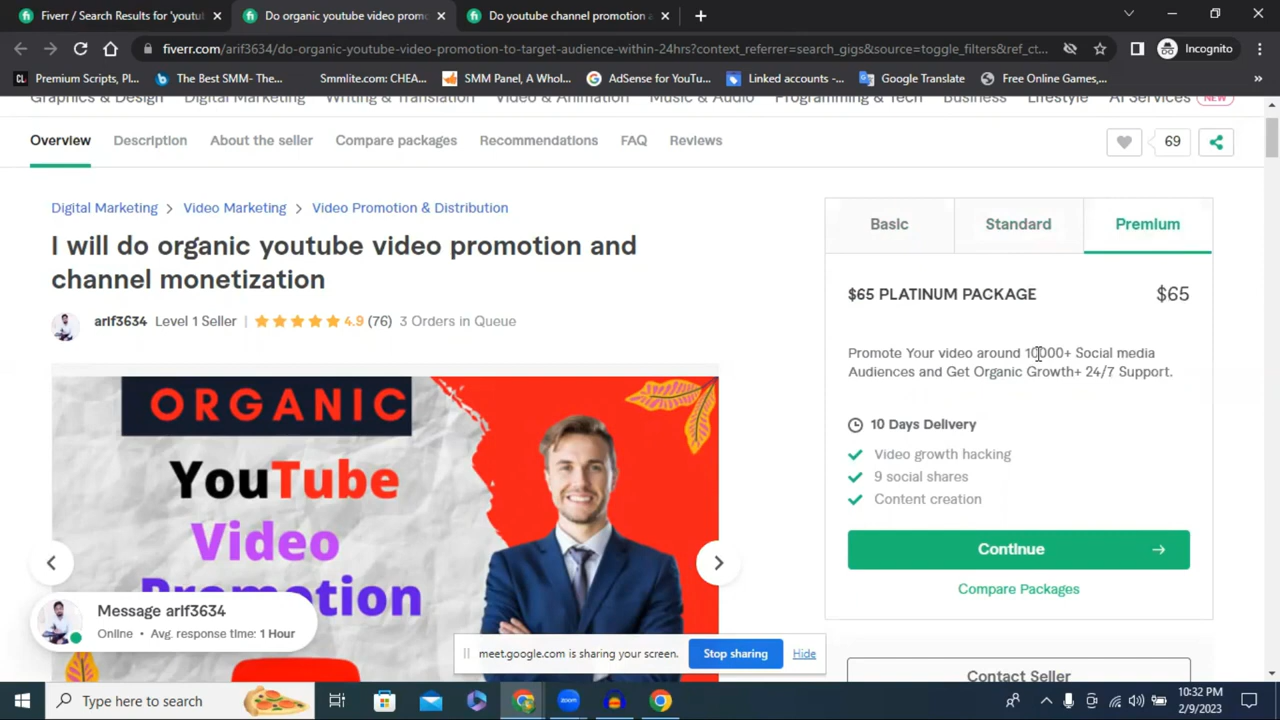 Fiverr / Search Results for 'youtu
Do organic youtube video promo
Do youtube channel promotion a
fiverr.com/arif3634/do-organic-youtube-video-promotion-to-target-audience-within-24hrs?context_referrer=search_gigs&source=toggle_filters&ref_ct...
Incognito
Premium Scripts, Pl...
The Best SMM- The...
Smmlite.com: CHEA...
SMM Panel, A Whol...
AdSense for YouTu...
Linked accounts -...
Google Translate
Free Online Games,...
Graphics & Design
Digital Marketing
Writing & Translation
Video & Animation
Music & Audio
Programming & Tech
Business
Lifestyle
AI Services
NEW
Overview
Description
About the seller
Compare packages
Recommendations
FAQ
Reviews
69
Digital Marketing > Video Marketing > Video Promotion & Distribution
I will do organic youtube video promotion and
channel monetization
arif3634 Level 1 Seller | 4.9 (76) 3 Orders in Queue
ORGANIC
YouTube
Video
Promotion
Message arif3634
Online • Avg. response time: 1 Hour
Basic
Standard
Premium
$65 PLATINUM PACKAGE
$65
Promote Your video around 10000+ Social media
Audiences and Get Organic Growth+ 24/7 Support.
10 Days Delivery
Video growth hacking
9 social shares
Content creation
Continue
Compare Packages
Contact Seller
meet.google.com is sharing your screen.
Stop sharing
Hide
Type here to search
10:32 PM
2/9/2023